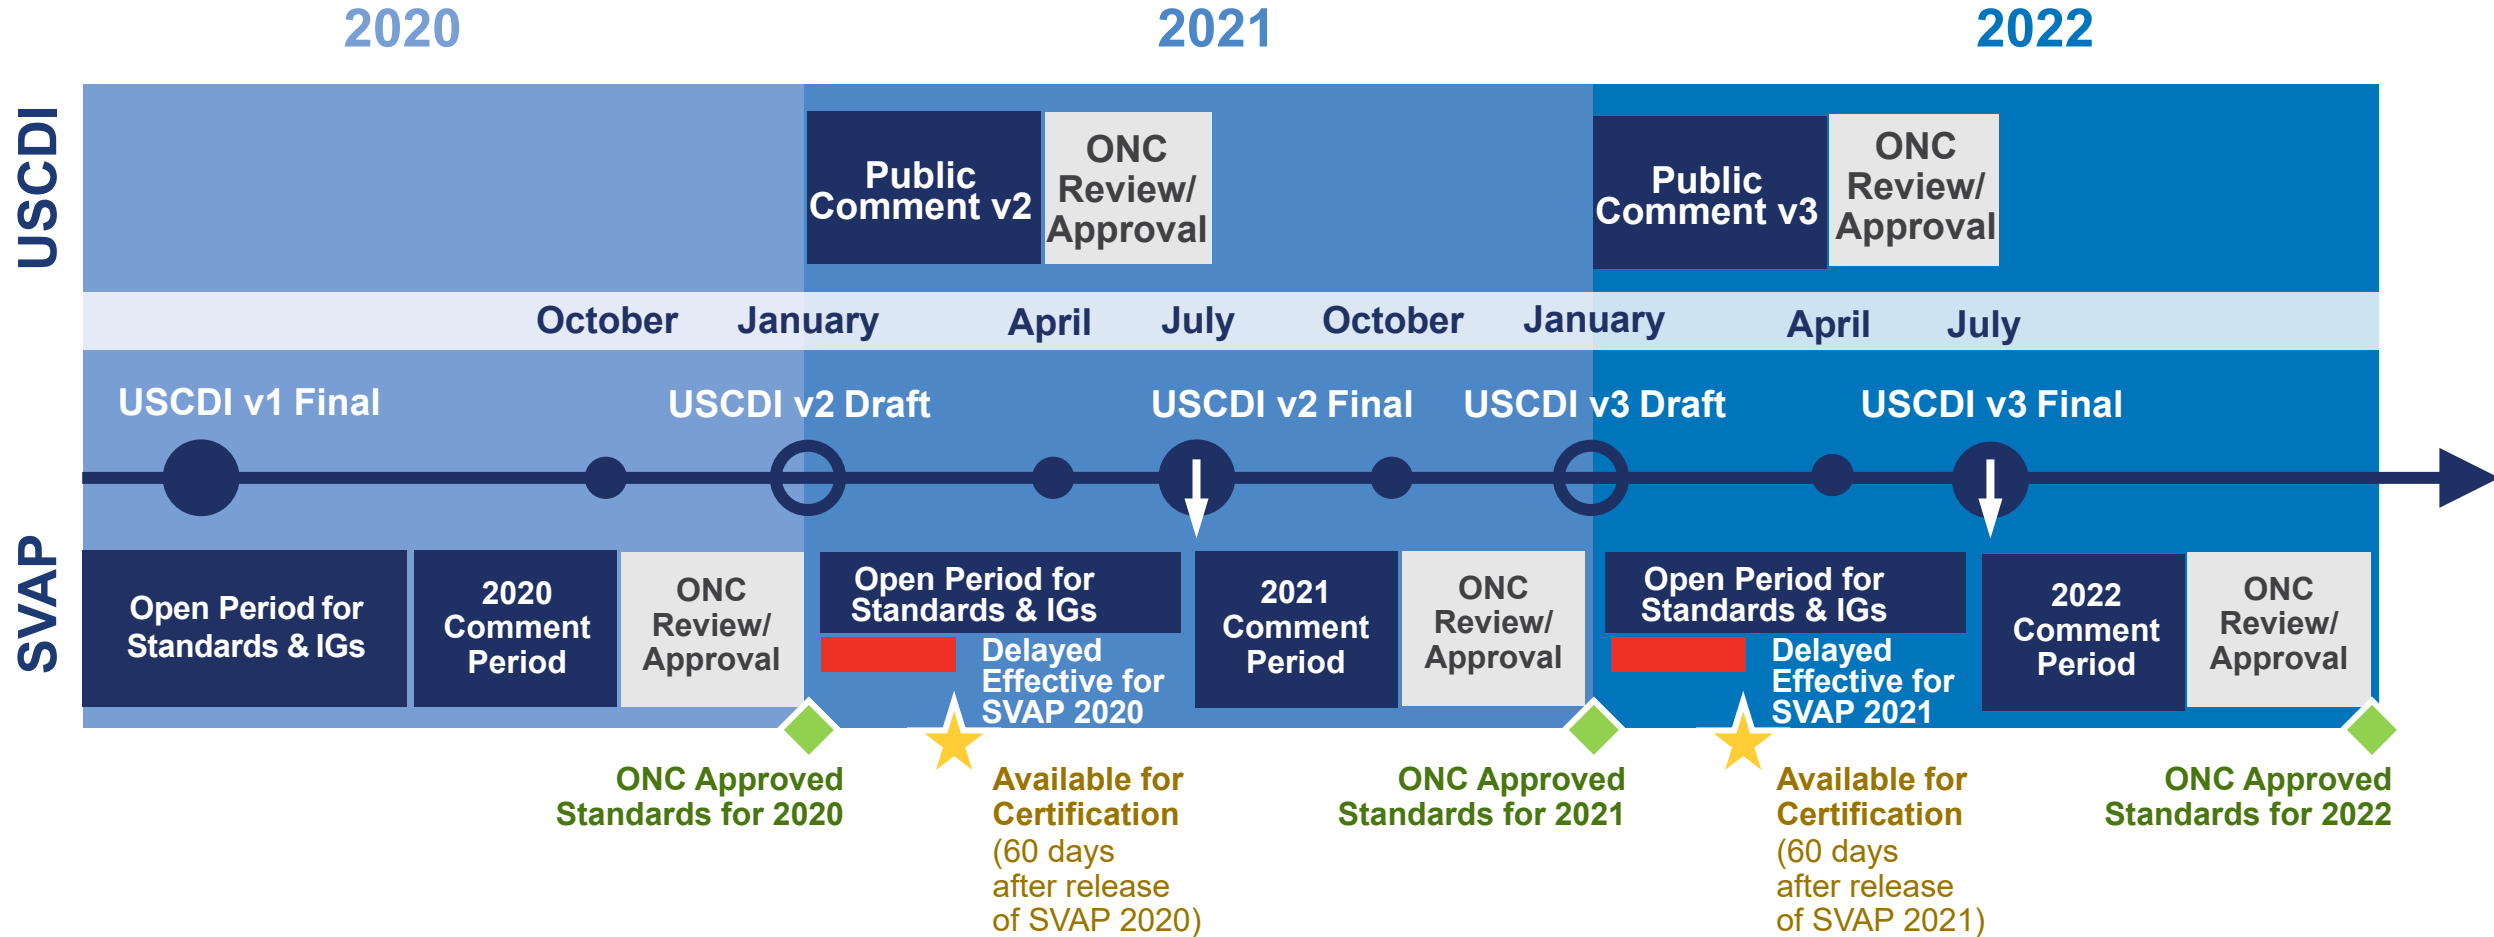 2020
2021
2022
USCDI
Public
Comment v2
ONC
Review/
Approval
Public
Comment v3
ONC
Review/
Approval
October
January
April
July
October
January
April
July
USCDI v1 Final
USCDI v2 Draft
USCDI v2 Final
USCDI v3 Draft
USCDI v3 Final
SVAP
Open Period for
Standards & IGs
2020
Comment
Period
ONC
Review/
Approval
Open Period for
Standards & IGs
Delayed
Effective for
SVAP 2020
2021
Comment
Period
ONC
Review/
Approval
Open Period for
Standards & IGs
Delayed
Effective for
SVAP 2021
2022
Comment
Period
ONC
Review/
Approval
ONC Approved
Standards for 2020
Available for
Certification
(60 days
after release
of SVAP 2020)
ONC Approved
Standards for 2021
Available for
Certification
(60 days
after release
of SVAP 2021)
ONC Approved
Standards for 2022